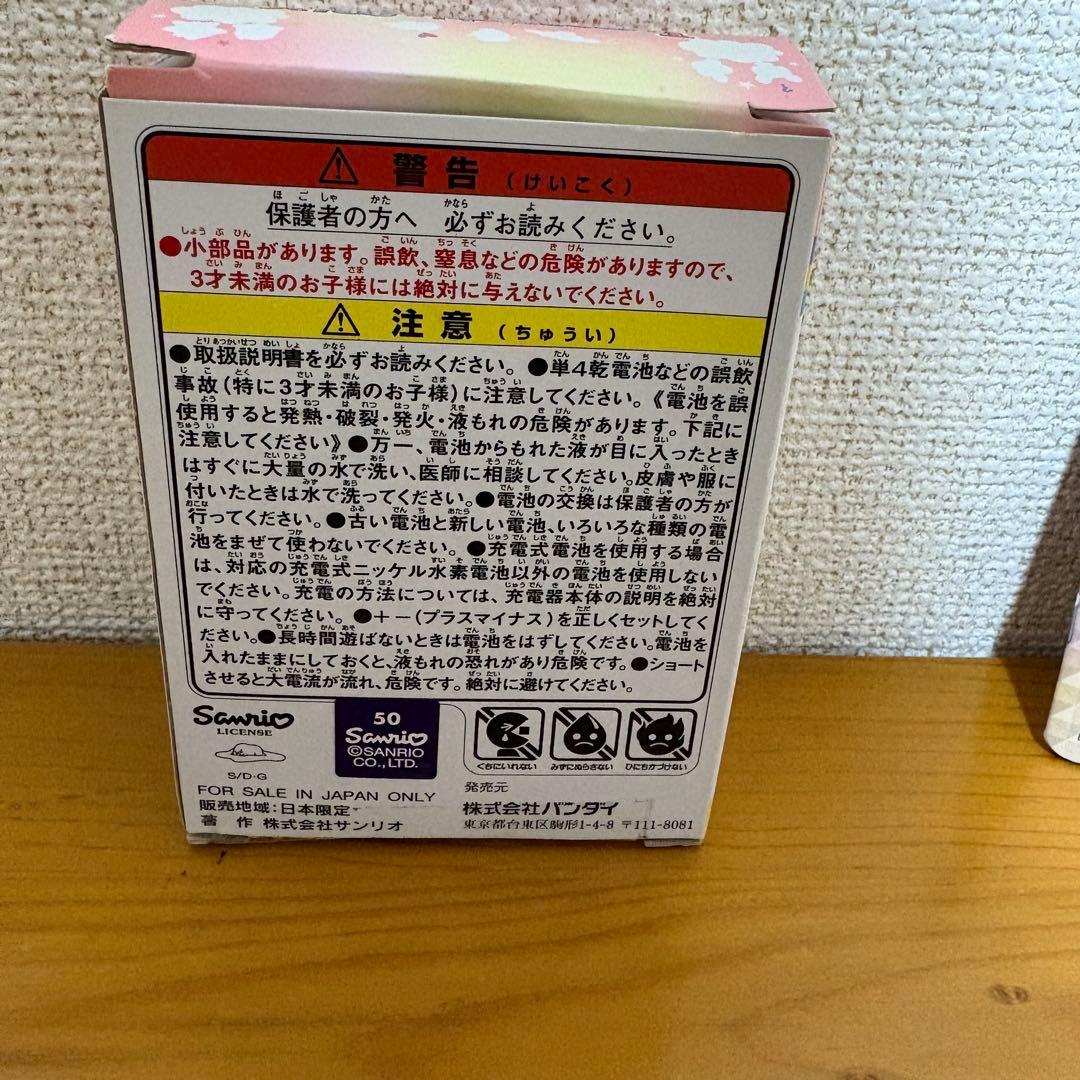 警告 (けいこく)
保護者の方へ 必ずお読みください。
●小部品があります。誤飲、窒息などの危険がありますので、
3才未満のお子様には絶対に与えないでください。
注意 (ちゅうい)
●取扱説明書を必ずお読みください。 ●単4乾電池などの誤飲
事故(特に3才未満のお子様)に注意してください。《電池を誤
使用すると発熱・破裂・発火・液もれの危険があります。下記に
注意してください》●万一、電池からもれた液が目に入ったとき
はすぐに大量の水で洗い、医師に相談してください。皮膚や服に
付いたときは水で洗ってください。●電池の交換は保護者の方が
行ってください。●古い電池と新しい電池、いろいろな種類の電
池をまぜて使わないでください。 ●充電式電池を使用する場合
は、対応の充電式ニッケル水素電池以外の電池を使用しない
でください。充電の方法については、充電器本体の説明を絶対
に守ってください。 ●+-(プラスマイナス)を正しくセットしてく
ださい。●長時間遊ばないときは電池をはずしてください。電池を
入れたままにしておくと、液もれの恐れがあり危険です。●ショート
させると大電流が流れ、危険です。絶対に避けてください。
Sanrio
LICENSE
S/D・G
50
Sanrio
©SANRIO
CO.,LTD.
くちにいれない みずにぬらさない ひにちかづけない
FOR SALE IN JAPAN ONLY
販売地域:日本限定
著 作 株式会社サンリオ
発売元
株式会社バンダイ
東京都台東区駒形1-4-8 〒111-8081